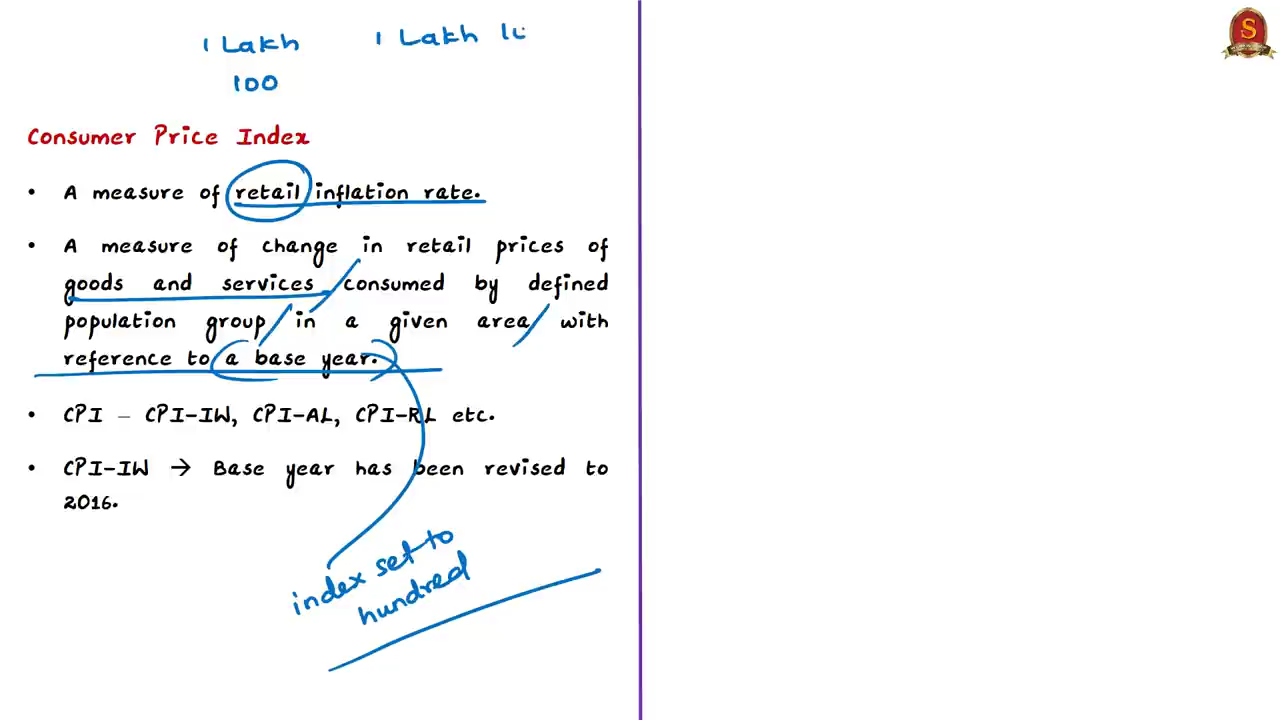 1 Lakh 1 Lakh
100
Consumer Price Index
• A measure of retail inflation rate.
• A measure of change in retail prices of
goods and services consumed by defined
population group in a given area with
reference to a base year.
• CPI – CPI-IW, CPI-AL, CPI-RL etc.
• CPI-IW → Base year has been revised to
2016.
index set to
hundred
S